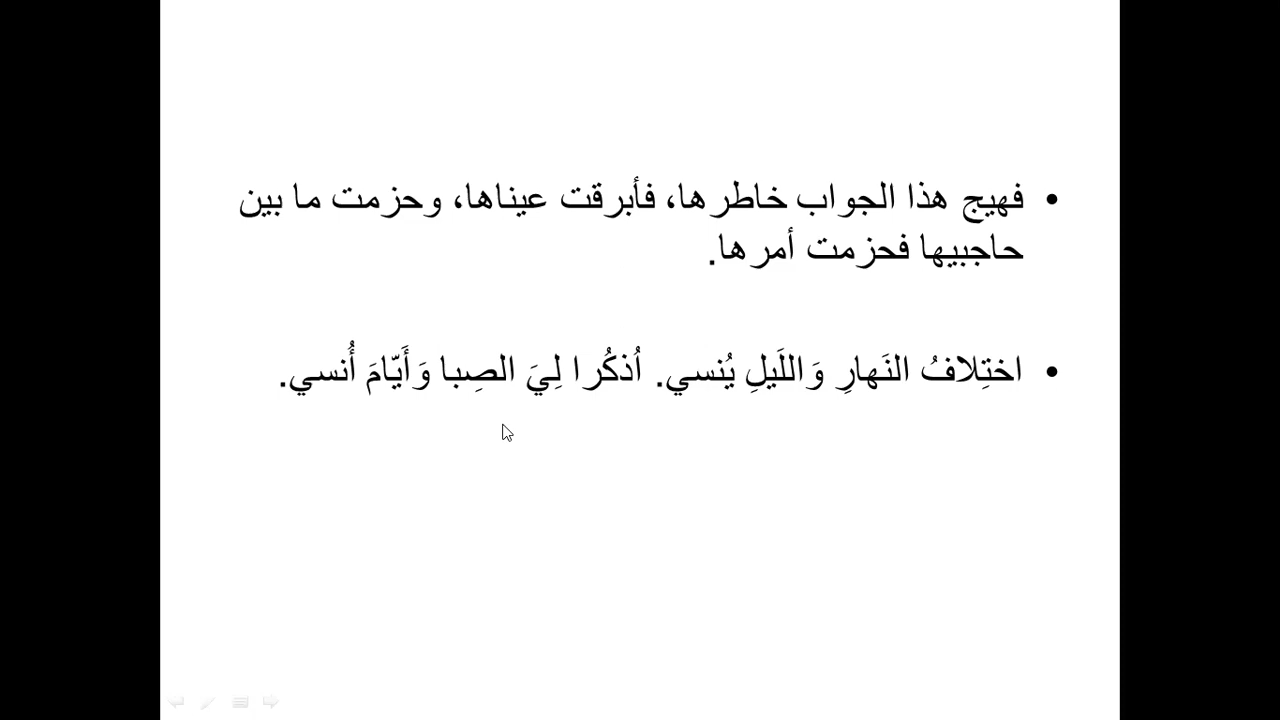 • فهيج هذا الجواب خاطرها، فأبرقت عيناها، وحزمت ما بين
حاجبيها فحزمت أمرها.
• اختِلافُ النَهارِ وَاللَيلِ يُنسي. اُذكُرا لِيَ الصِبا وَأَيّامَ أُنسي.